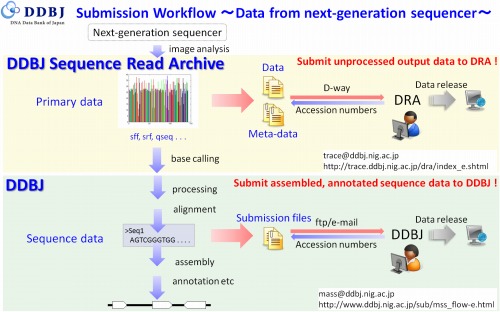 DDBJ
DNA Data Bank of Japan
Submission Workflow ～Data from next-generation sequencer～
Next-generation sequencer
image analysis
DDBJ Sequence Read Archive
Submit unprocessed output data to DRA !
Primary data
sff, srf, qseq . . .
Data
Meta-data
D-way
Accession numbers
DRA
Data release
base calling
trace@ddbj.nig.ac.jp
http://trace.ddbj.nig.ac.jp/dra/index_e.shtml
DDBJ
Submit assembled, annotated sequence data to DDBJ !
processing
alignment
Sequence data
>Seq1
AGTCGGGTGG . . . .
Submission files
ftp/e-mail
Accession numbers
DDBJ
Data release
assembly
annotation etc
mass@ddbj.nig.ac.jp
http://www.ddbj.nig.ac.jp/sub/mss_flow-e.html